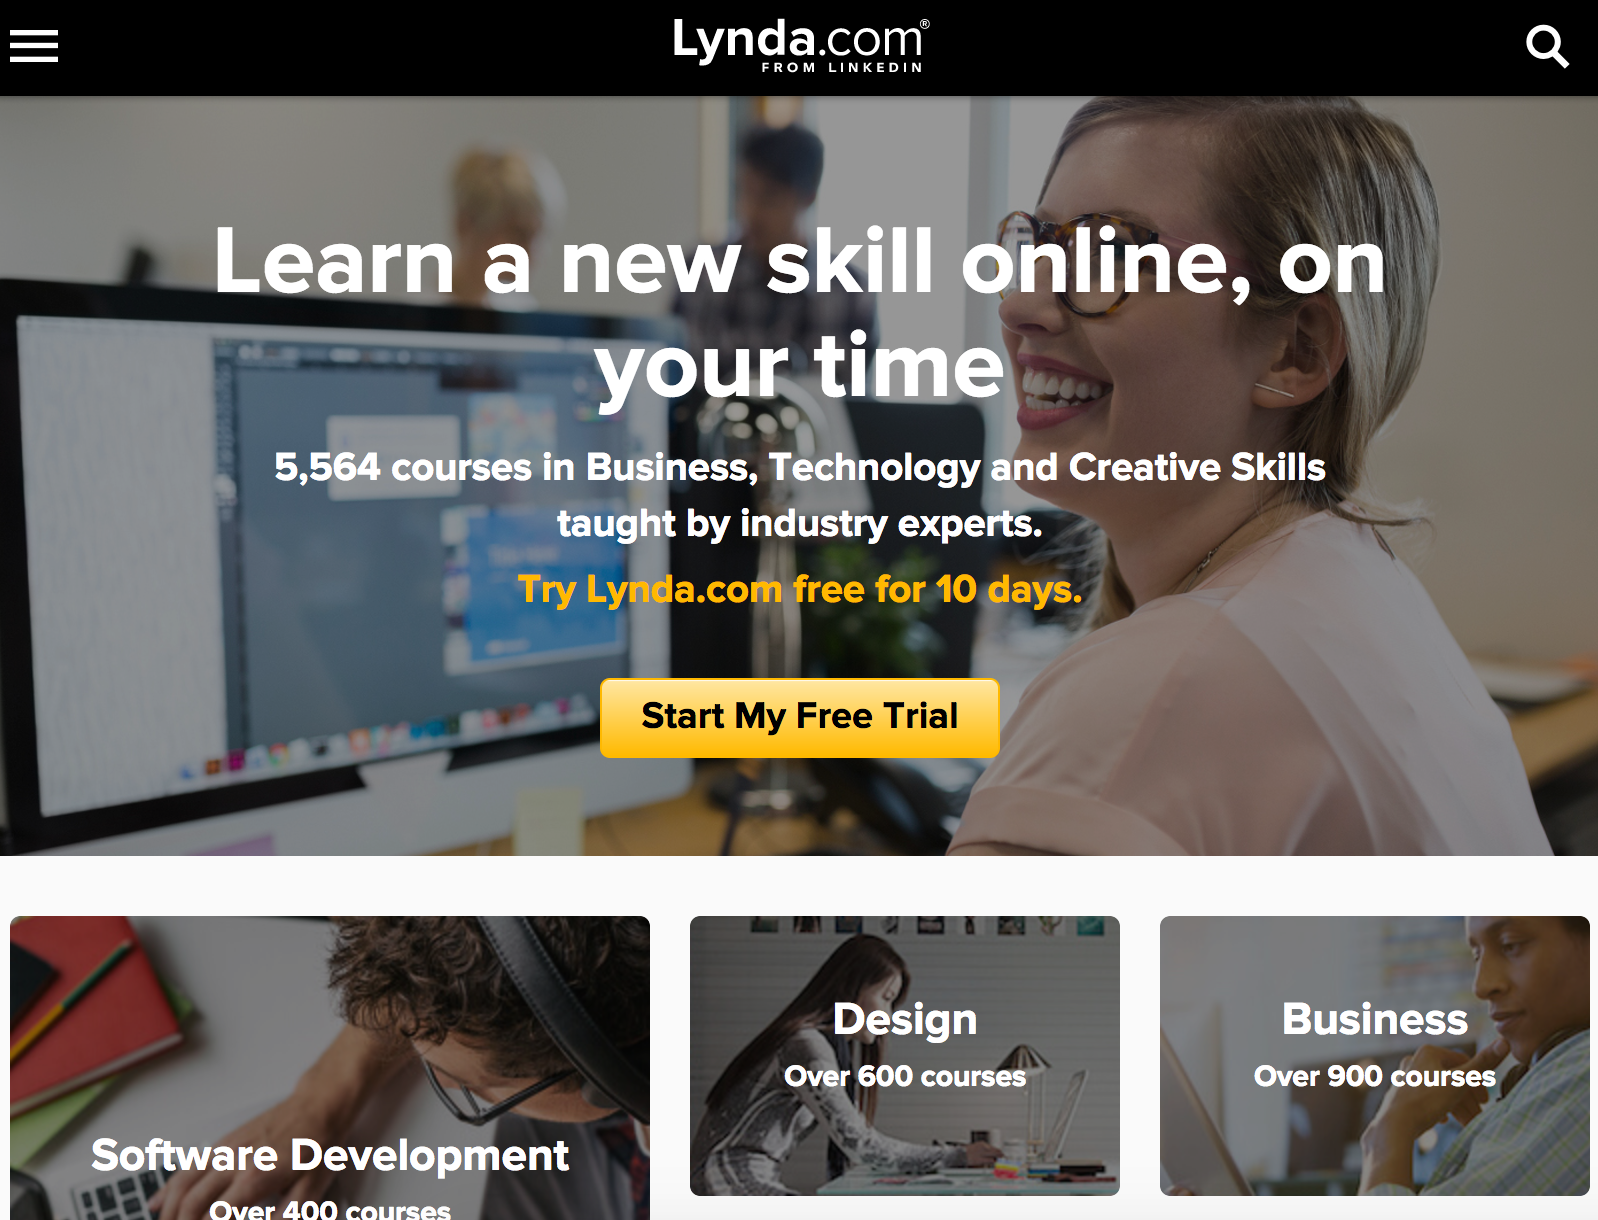 Lynda.com®
FROM LINKEDIN
Learn a new skill online, on
your time
5,564 courses in Business, Technology and Creative Skills
taught by industry experts.
Try Lynda.com free for 10 days.
Start My Free Trial
Design
Over 600 courses
Business
Over 900 courses
Software Development
Over 400 courses